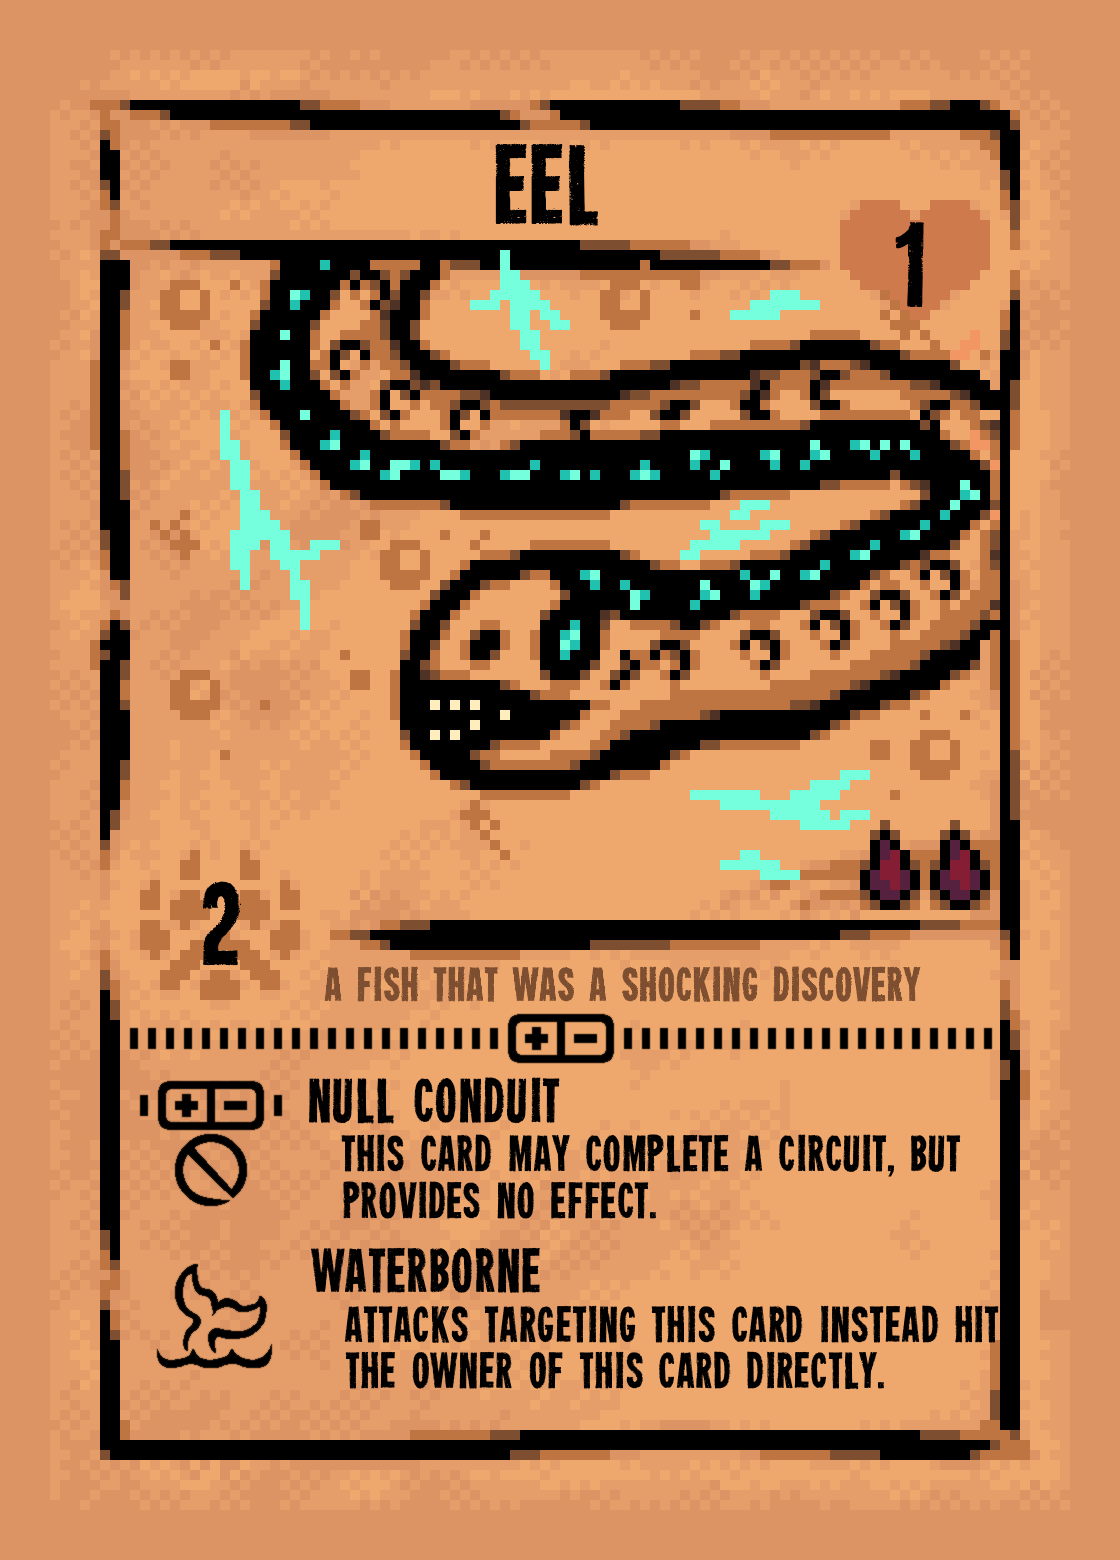 EEL
1
2
A FISH THAT WAS A SHOCKING DISCOVERY
NULL CONDUIT
THIS CARD MAY COMPLETE A CIRCUIT, BUT
PROVIDES NO EFFECT.
WATERBORNE
ATTACKS TARGETING THIS CARD INSTEAD HIT
THE OWNER OF THIS CARD DIRECTLY.